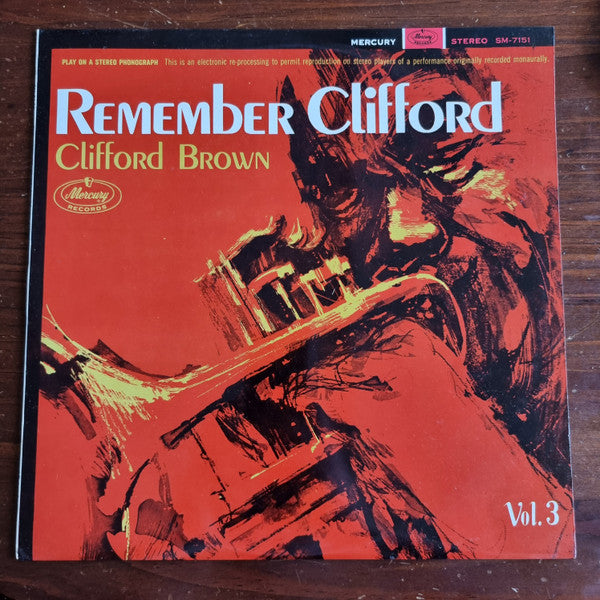 MERCURY Mercury RECORDS STEREO SM-7151
PLAY ON A STEREO PHONOGRAPH This is an electronic re-processing to permit reproduction on stereo players of a performance originally recorded monaurally.
REMEMBER Clifford
Clifford BROWN
Mercury
RECORDS
Vol.3